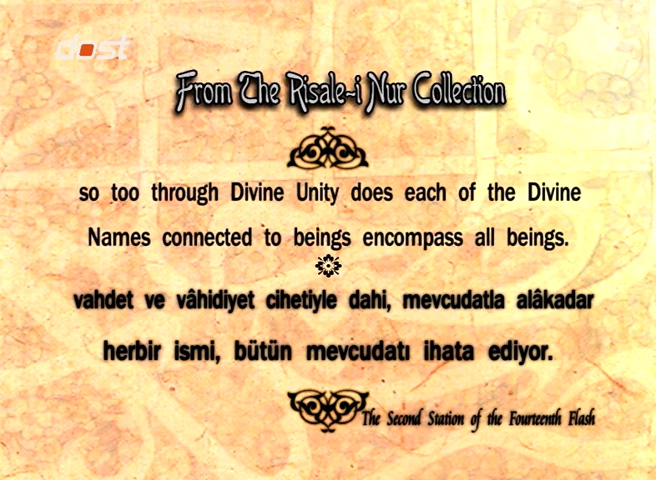 dost
From The Risale-i Nur Collection
so too through Divine Unity does each of the Divine
Names connected to beings encompass all beings.
vahdet ve vâhidiyet cihetiyle dahi, mevcudatla alâkadar
herbir ismi, bütün mevcudatı ihata ediyor.
The Second Station of the Fourteenth Flash